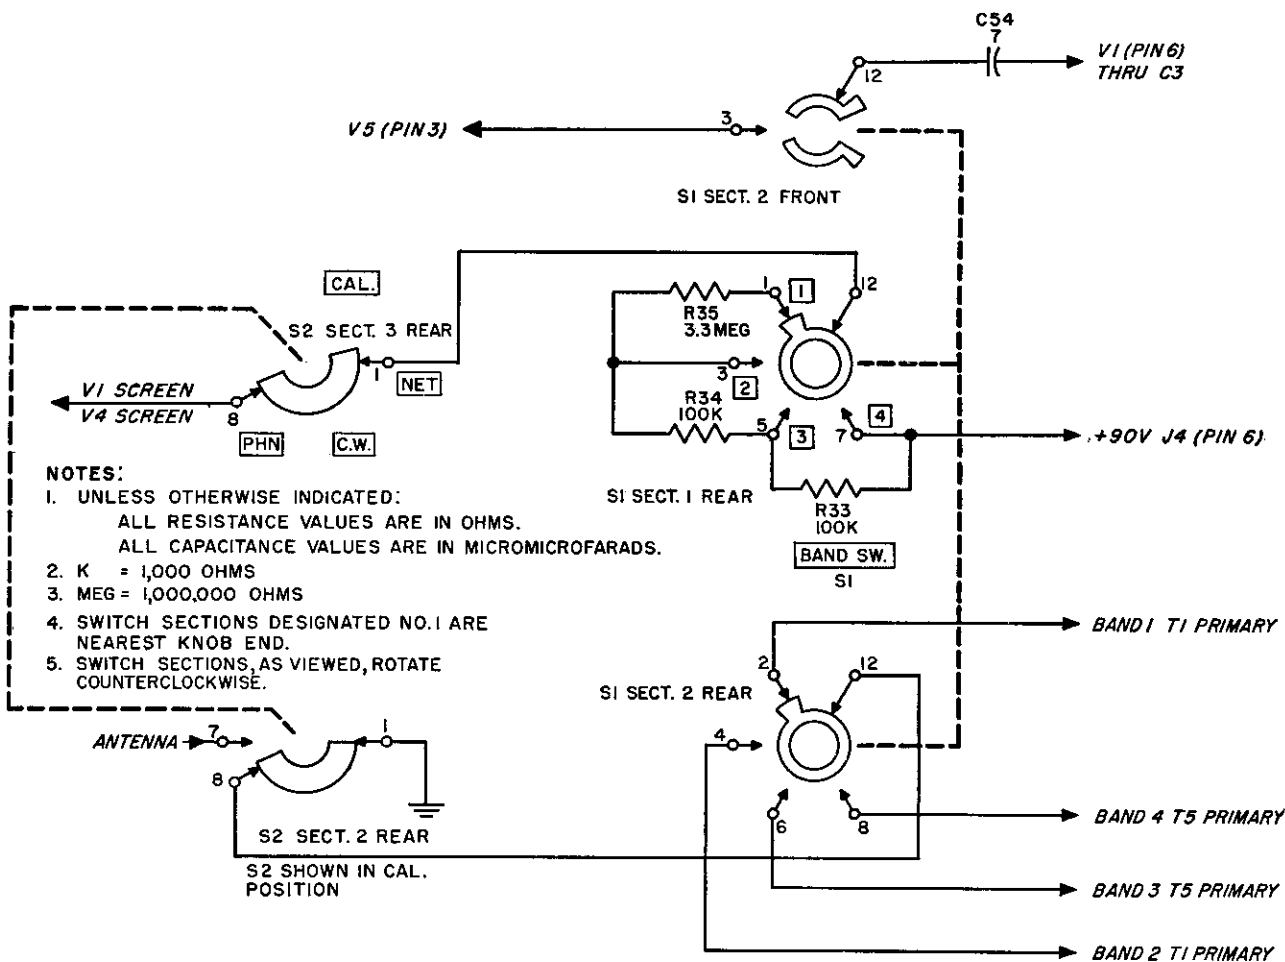 C54
7
12
V1 (PIN 6)
THRU C3
V5 (PIN 3)
3
S1 SECT. 2 FRONT
CAL.
1
1
12
R35
3.3 MEG
S2 SECT. 3 REAR
1
NET
3
2
V1 SCREEN
V4 SCREEN
8
R34
100K
5
3
4
7
+90V J4 (PIN 6)
PHN
C.W.
NOTES:
1. UNLESS OTHERWISE INDICATED:
ALL RESISTANCE VALUES ARE IN OHMS.
ALL CAPACITANCE VALUES ARE IN MICROMICROFARADS.
2. K = 1,000 OHMS
3. MEG = 1,000,000 OHMS
4. SWITCH SECTIONS DESIGNATED NO. 1 ARE
NEAREST KNOB END.
5. SWITCH SECTIONS, AS VIEWED, ROTATE
COUNTERCLOCKWISE.
S1 SECT. 1 REAR
R33
100K
BAND SW.
S1
BAND 1 T1 PRIMARY
2
12
S1 SECT. 2 REAR
ANTENNA
7
1
4
8
6
8
BAND 4 T5 PRIMARY
S2 SECT. 2 REAR
S2 SHOWN IN CAL.
POSITION
BAND 3 T5 PRIMARY
BAND 2 T1 PRIMARY